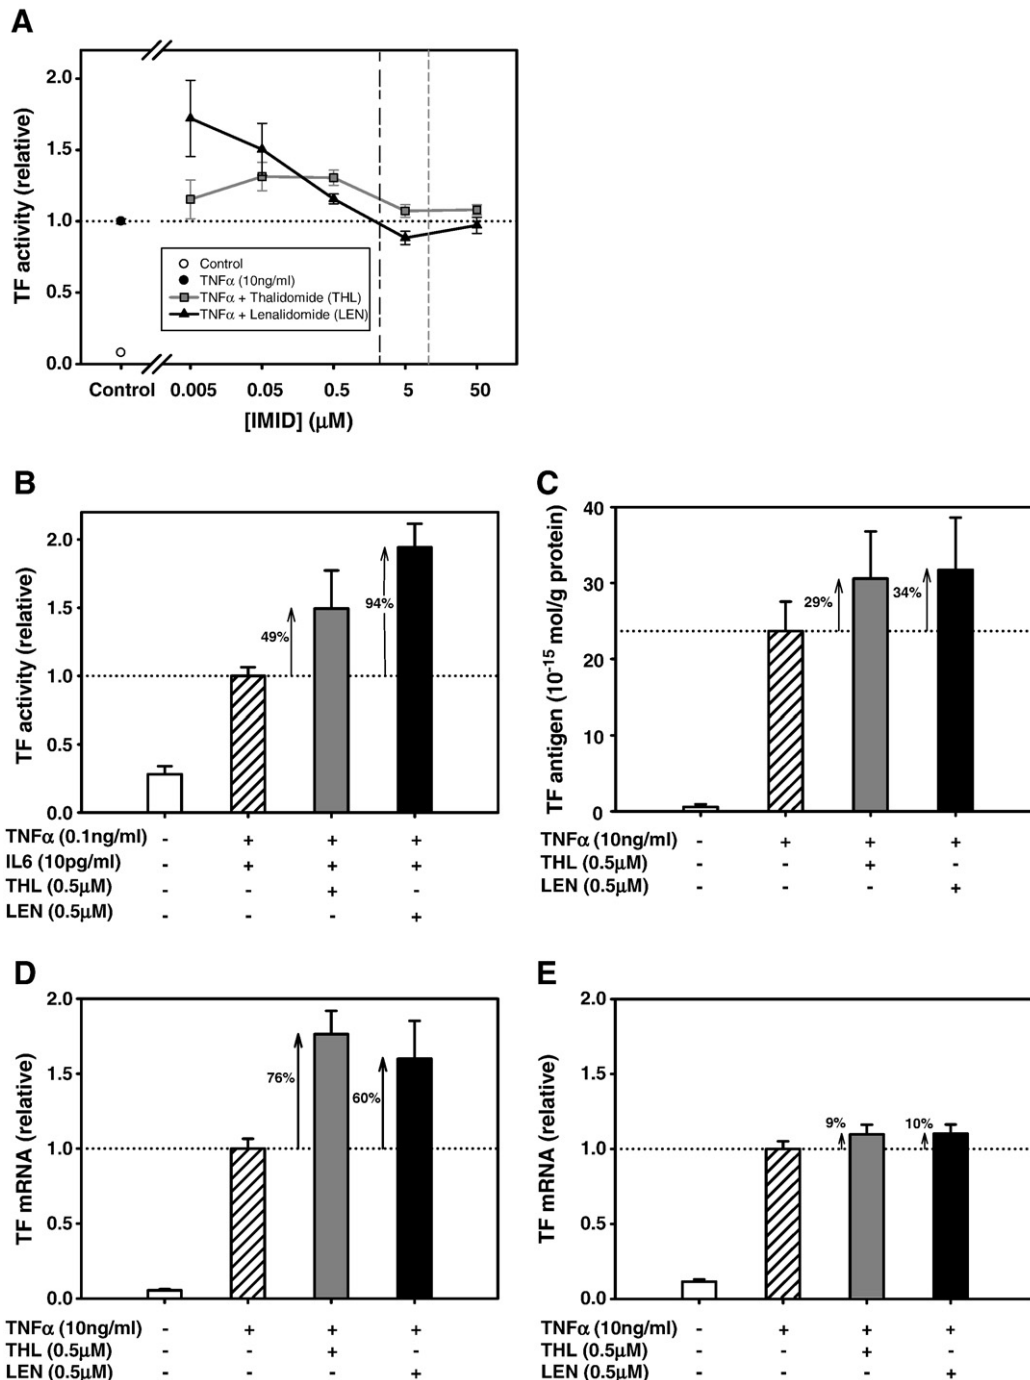 A
TF activity (relative)
2.0
1.5
1.0
0.5
0.0
Control
TNFα (10ng/ml)
TNFα + Thalidomide (THL)
TNFα + Lenalidomide (LEN)
Control 0.005 0.05 0.5 5 50
[IMID] (μM)
B
TF activity (relative)
2.0
1.5
1.0
0.5
0.0
49%
94%
TNFα (0.1ng/ml) - + + +
IL6 (10pg/ml) - + + +
THL (0.5μM) - - + -
LEN (0.5μM) - - - +
C
TF antigen (10⁻¹⁵ mol/g protein)
40
30
20
10
0
29%
34%
TNFα (10ng/ml) - + + +
THL (0.5μM) - - + -
LEN (0.5μM) - - - +
D
TF mRNA (relative)
2.0
1.5
1.0
0.5
0.0
76%
60%
TNFα (10ng/ml) - + + +
THL (0.5μM) - - + -
LEN (0.5μM) - - - +
E
TF mRNA (relative)
2.0
1.5
1.0
0.5
0.0
9%
10%
TNFα (10ng/ml) - + + +
THL (0.5μM) - - + -
LEN (0.5μM) - - - +